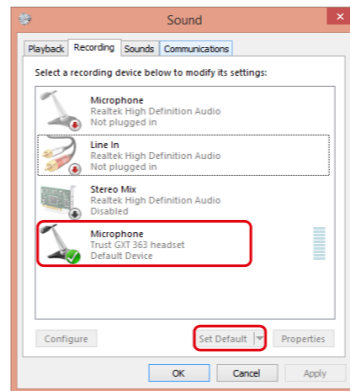 Sound
Playback Recording Sounds Communications
Select a recording device below to modify its settings:
Microphone
Realtek High Definition Audio
Not plugged in
Line In
Realtek High Definition Audio
Not plugged in
Stereo Mix
Realtek High Definition Audio
Disabled
Microphone
Trust GXT 363 headset
Default Device
Configure Set Default Properties
OK Cancel Apply